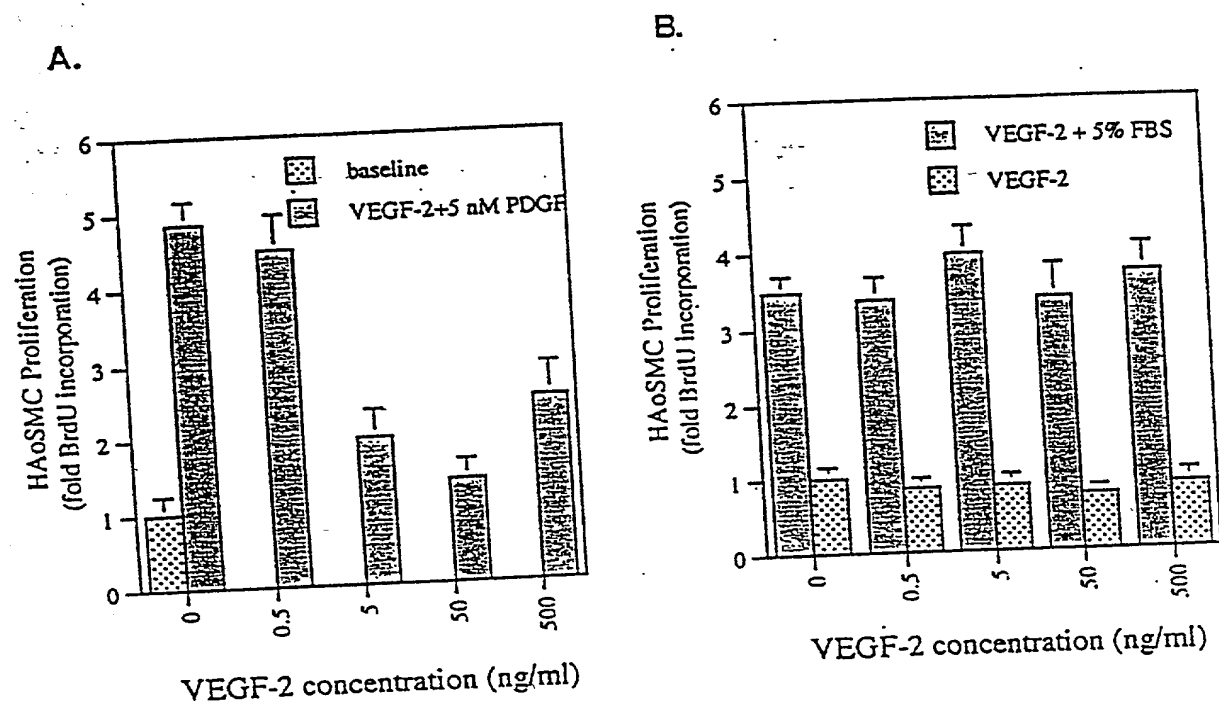 A.
HAoSMC Proliferation
(fold BrdU incorporation)
6
5
4
3
2
1
0
baseline
VEGF-2+5 nM PDGF
0
0.5
5
50
500
VEGF-2 concentration (ng/ml)
B.
HAoSMC Proliferation
(fold BrdU incorporation)
6
5
4
3
2
1
0
VEGF-2 + 5% FBS
VEGF-2
0
0.5
5
50
500
VEGF-2 concentration (ng/ml)